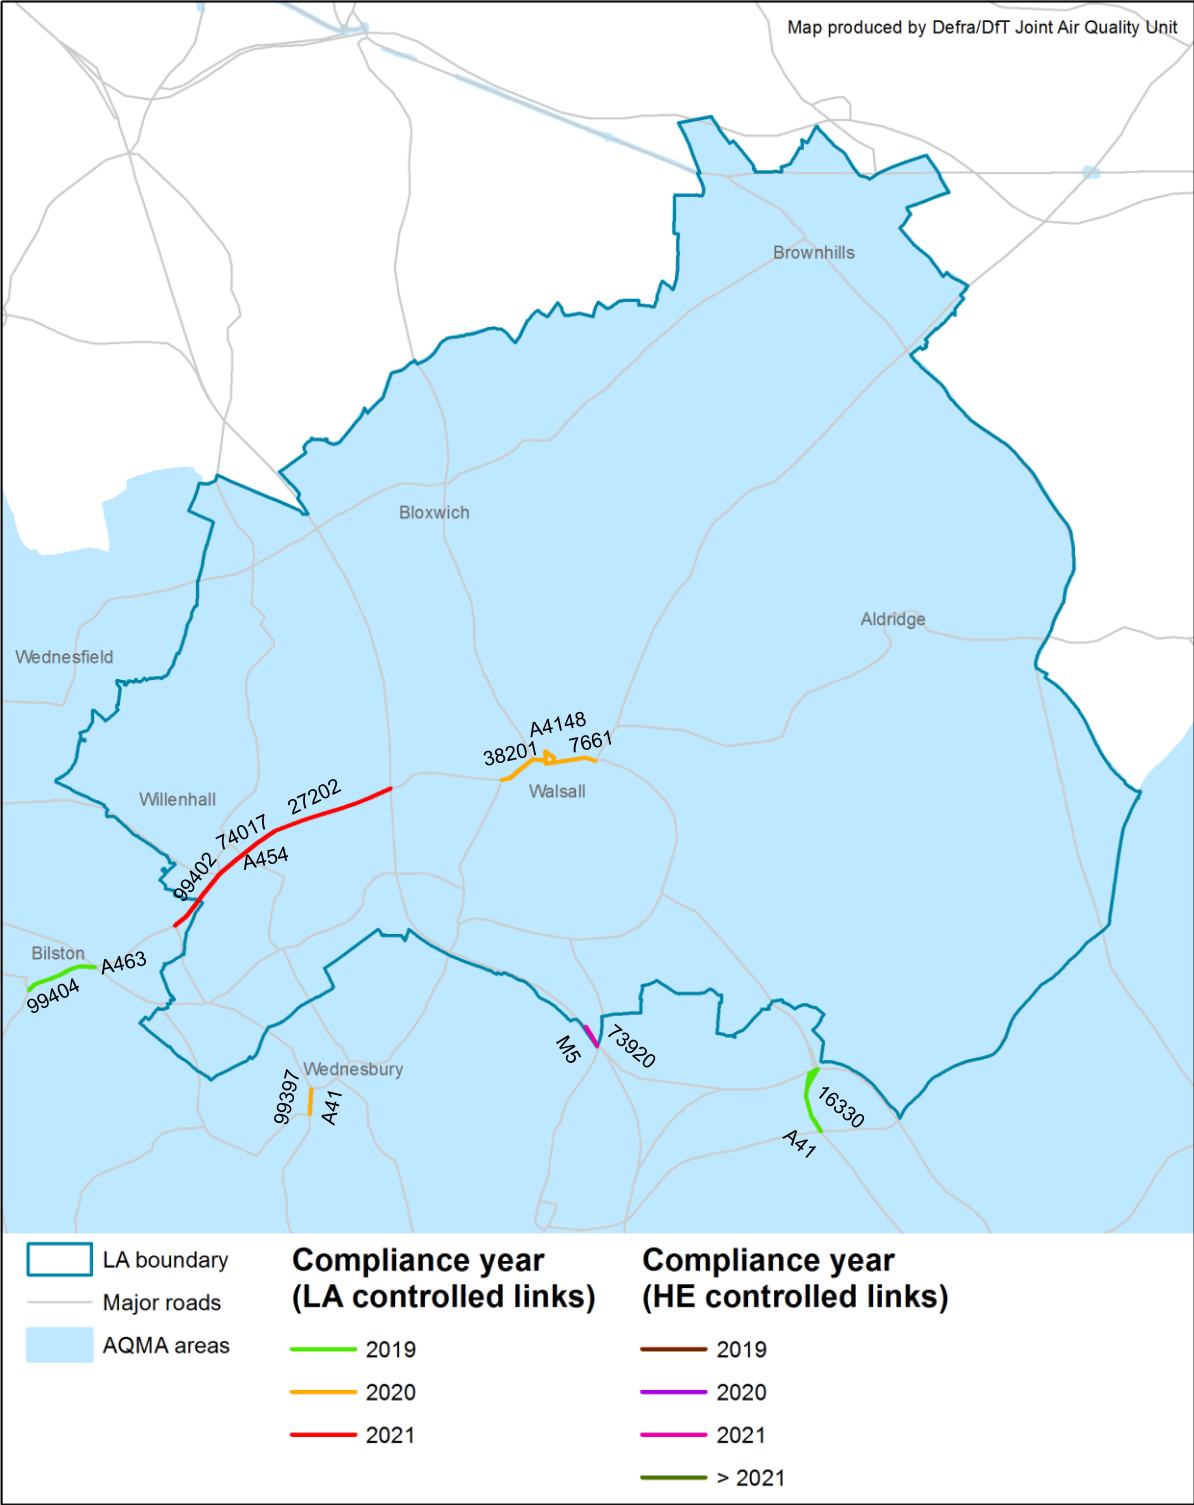 Map produced by Defra/DfT Joint Air Quality Unit
Brownhills
Bloxwich
Aldridge
Wednesfield
A4148
38201
7661
Walsall
Willenhall
27202
74017
A454
99402
Bilston
A463
99404
M5
73920
Wednesbury
99397
A41
16330
A41
LA boundary
Major roads
AQMA areas
Compliance year
(LA controlled links)
2019
2020
2021
Compliance year
(HE controlled links)
2019
2020
2021
> 2021